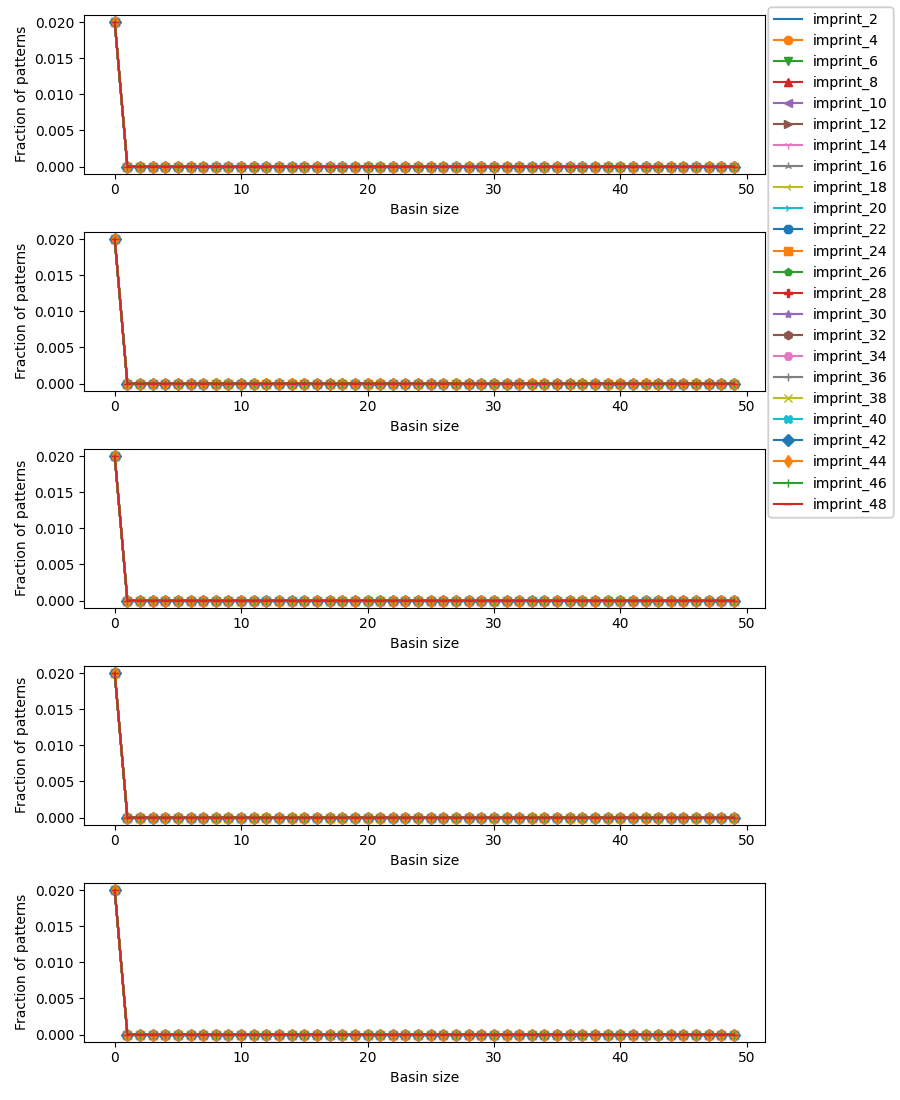 0.020
0.015
0.010
0.005
0.000
Fraction of patterns
0 10 20 30 40 50
Basin size
0.020
0.015
0.010
0.005
0.000
Fraction of patterns
0 10 20 30 40 50
Basin size
0.020
0.015
0.010
0.005
0.000
Fraction of patterns
0 10 20 30 40 50
Basin size
0.020
0.015
0.010
0.005
0.000
Fraction of patterns
0 10 20 30 40 50
Basin size
0.020
0.015
0.010
0.005
0.000
Fraction of patterns
0 10 20 30 40 50
Basin size
imprint_2
imprint_4
imprint_6
imprint_8
imprint_10
imprint_12
imprint_14
imprint_16
imprint_18
imprint_20
imprint_22
imprint_24
imprint_26
imprint_28
imprint_30
imprint_32
imprint_34
imprint_36
imprint_38
imprint_40
imprint_42
imprint_44
imprint_46
imprint_48